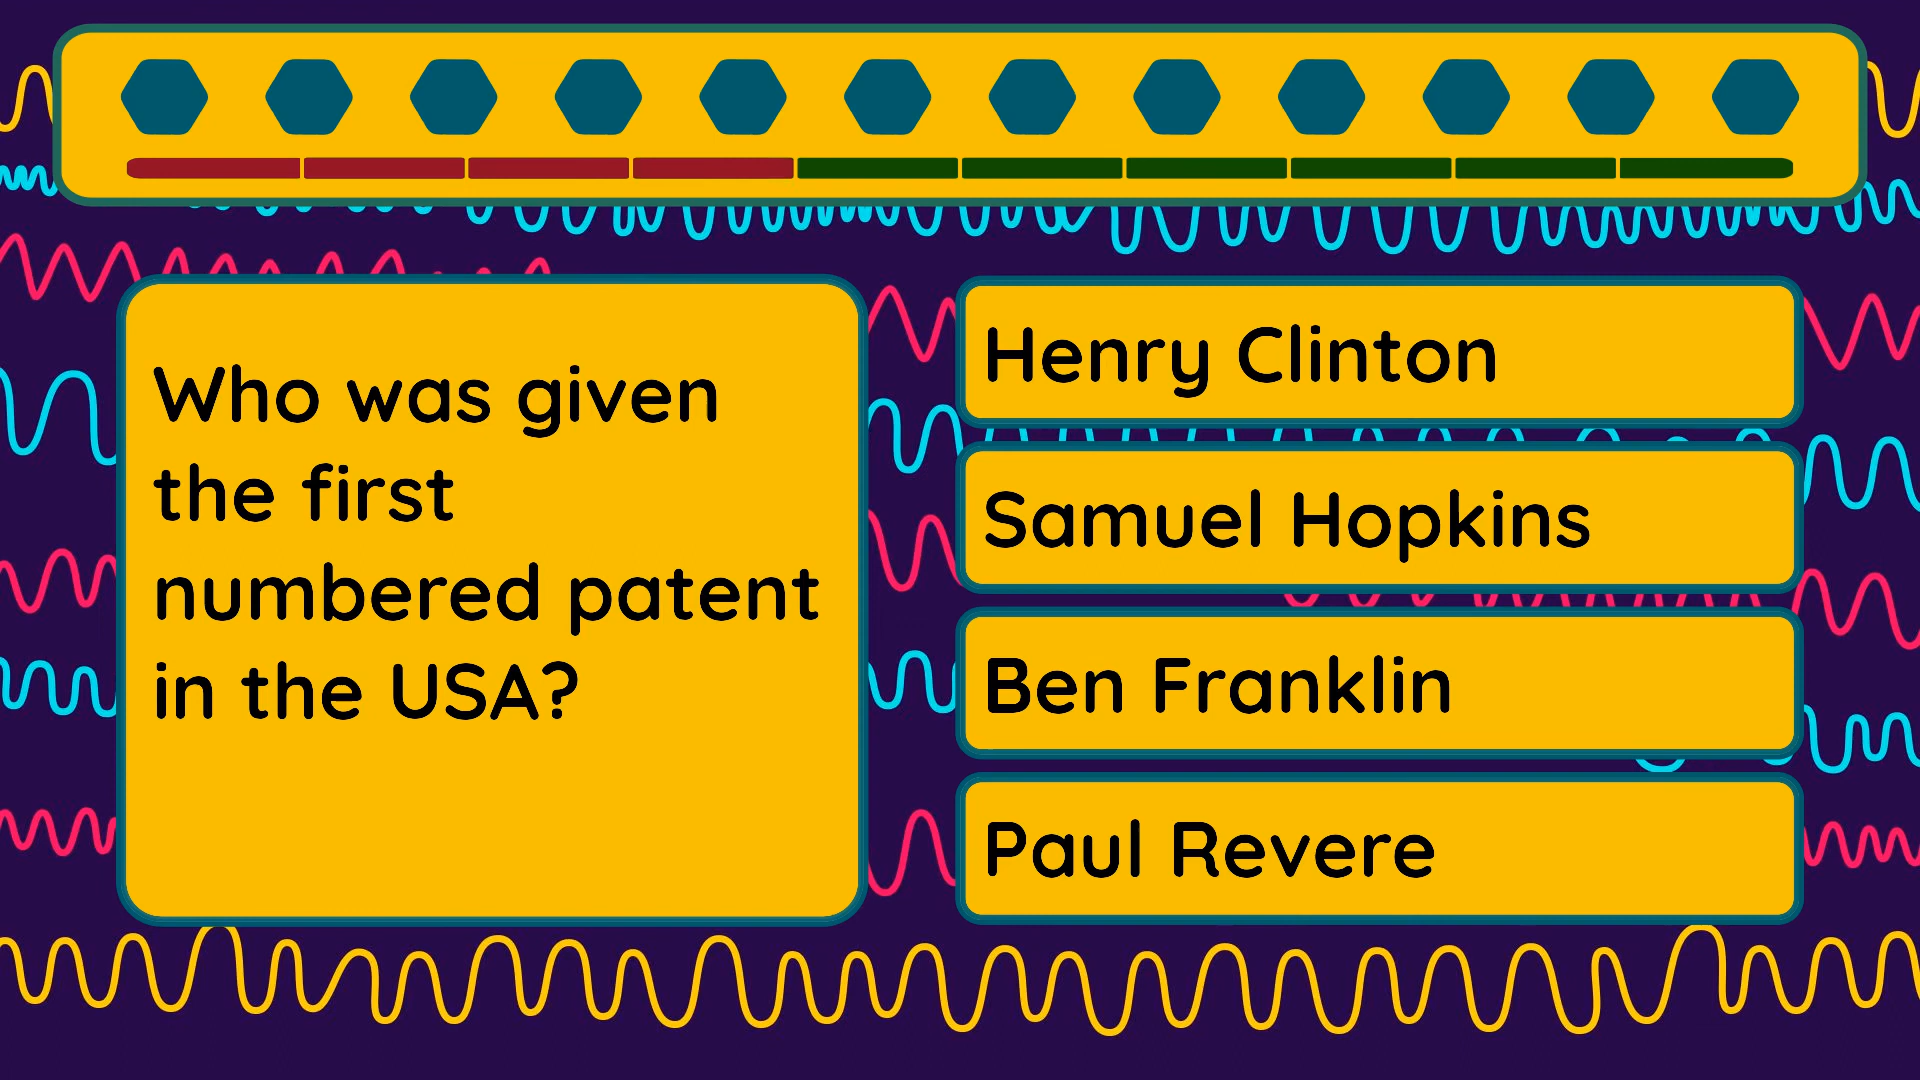 Who was given
the first
numbered patent
in the USA?
Henry Clinton
Samuel Hopkins
Ben Franklin
Paul Revere